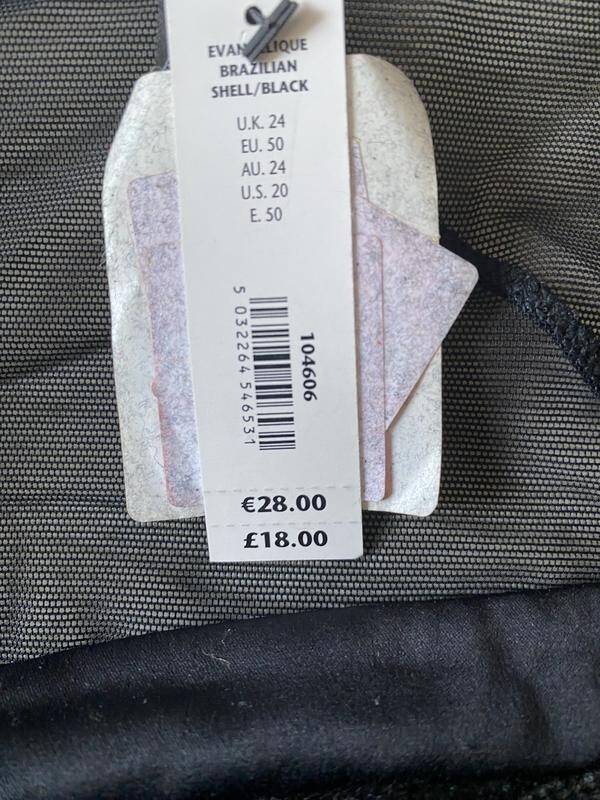 BRAZILIAN
SHELL/BLACK
U.K. 24
EU. 50
AU. 24
U.S. 20
E. 50
104606
5 032264 546531
€28.00
£18.00